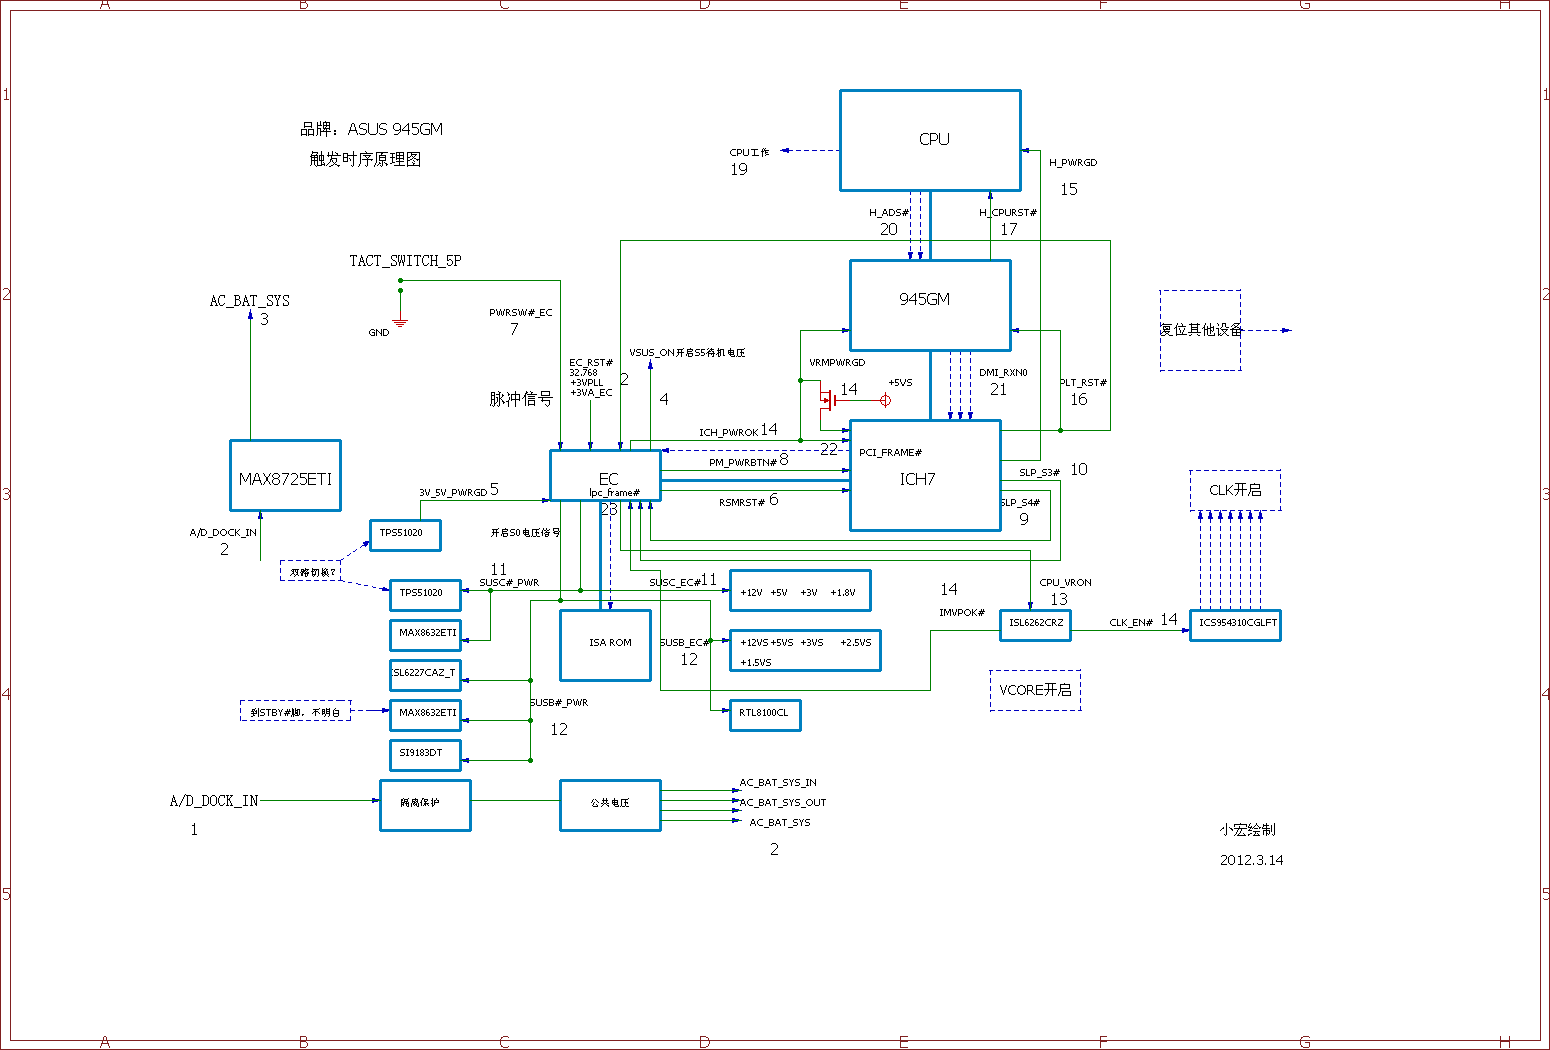 A B C D E F G H
1 1
品牌：ASUS 945GM
触发时序原理图
CPU
CPU工作
19
H_PWRGD
15
H_ADS#
20
H_CPURST#
17
TACT_SWITCH_5P
2 2
AC_BAT_SYS
3
945GM
复位其他设备
PWRSW#_EC
7
GND
VSUS_ON开启S5待机电压
EC_RST#
32.768
+3VPLL
+3VA_EC
2
4
VRMPWRGD
14
+5VS
DMI_RXN0
21
PLT_RST#
16
脉冲信号
ICH_PWROK 14
22
PCI_FRAME#
PM_PWRBTN# 8
ICH7
SLP_S3# 10
MAX8725ETI
EC
lpc_frame#
23
3V_5V_PWRGD 5
RSMRST# 6
SLP_S4#
9
CLK开启
3 3
A/D_DOCK_IN
2
TPS51020
开启S0电压信号
双路切换?
11
SUSC#_PWR
TPS51020
SUSC_EC# 11
+12V +5V +3V +1.8V
14
IMVPOK#
CPU_VRON
13
ISL6262CRZ
CLK_EN# 14
ICS954310CGLFT
MAX8632ETI
ISA ROM
SUSB_EC#
12
+12VS +5VS +3VS +2.5VS
+1.5VS
ISL6227CAZ_T
VCORE开启
4 4
到STBY#脚，不明白
MAX8632ETI
SUSB#_PWR
12
RTL8100CL
SI9183DT
A/D_DOCK_IN
1
隔离保护
公共电压
AC_BAT_SYS_IN
AC_BAT_SYS_OUT
AC_BAT_SYS
2
小宏绘制
2012.3.14
5 5
A B C D E F G H